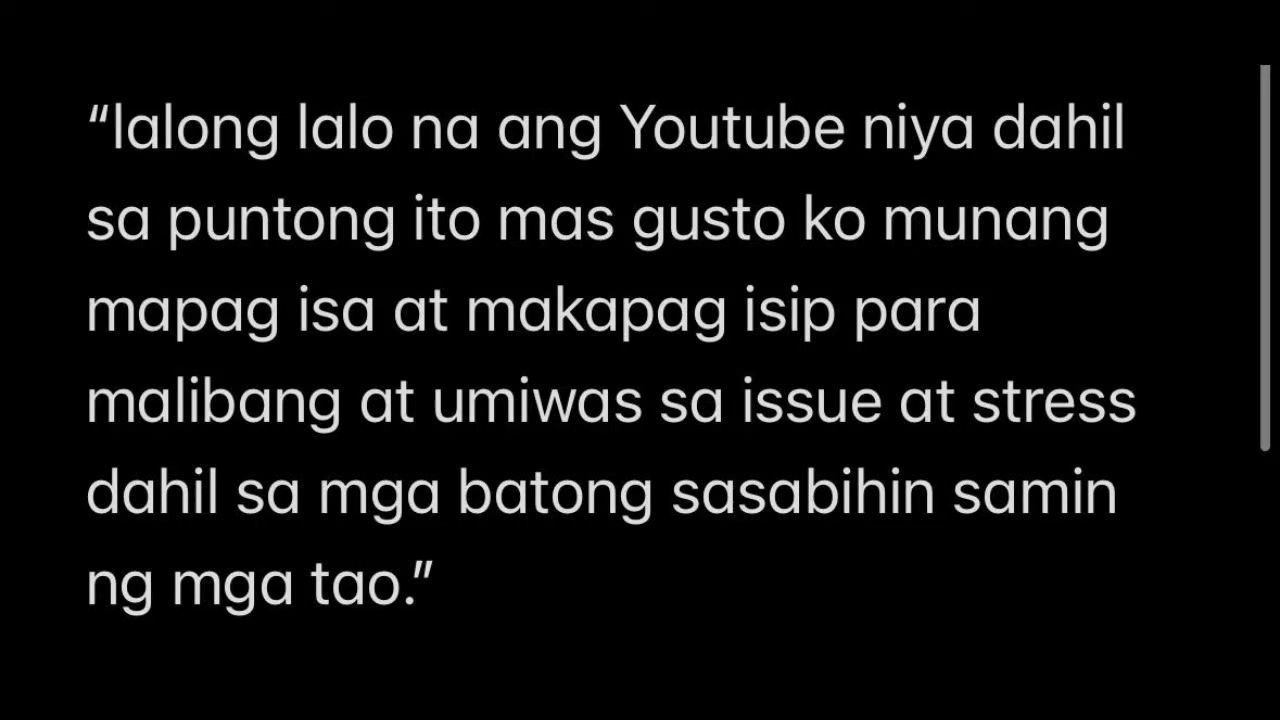 “lalong lalo na ang Youtube niya dahil
sa puntong ito mas gusto ko munang
mapag isa at makapag isip para
malibang at umiwas sa issue at stress
dahil sa mga batong sasabihin samin
ng mga tao.”